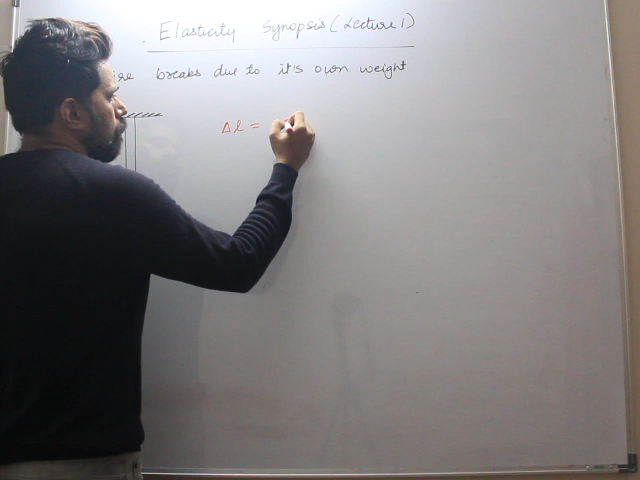 Elasticity Synopsis (Lecture 1)
breaks due to it's own weight
Δl =